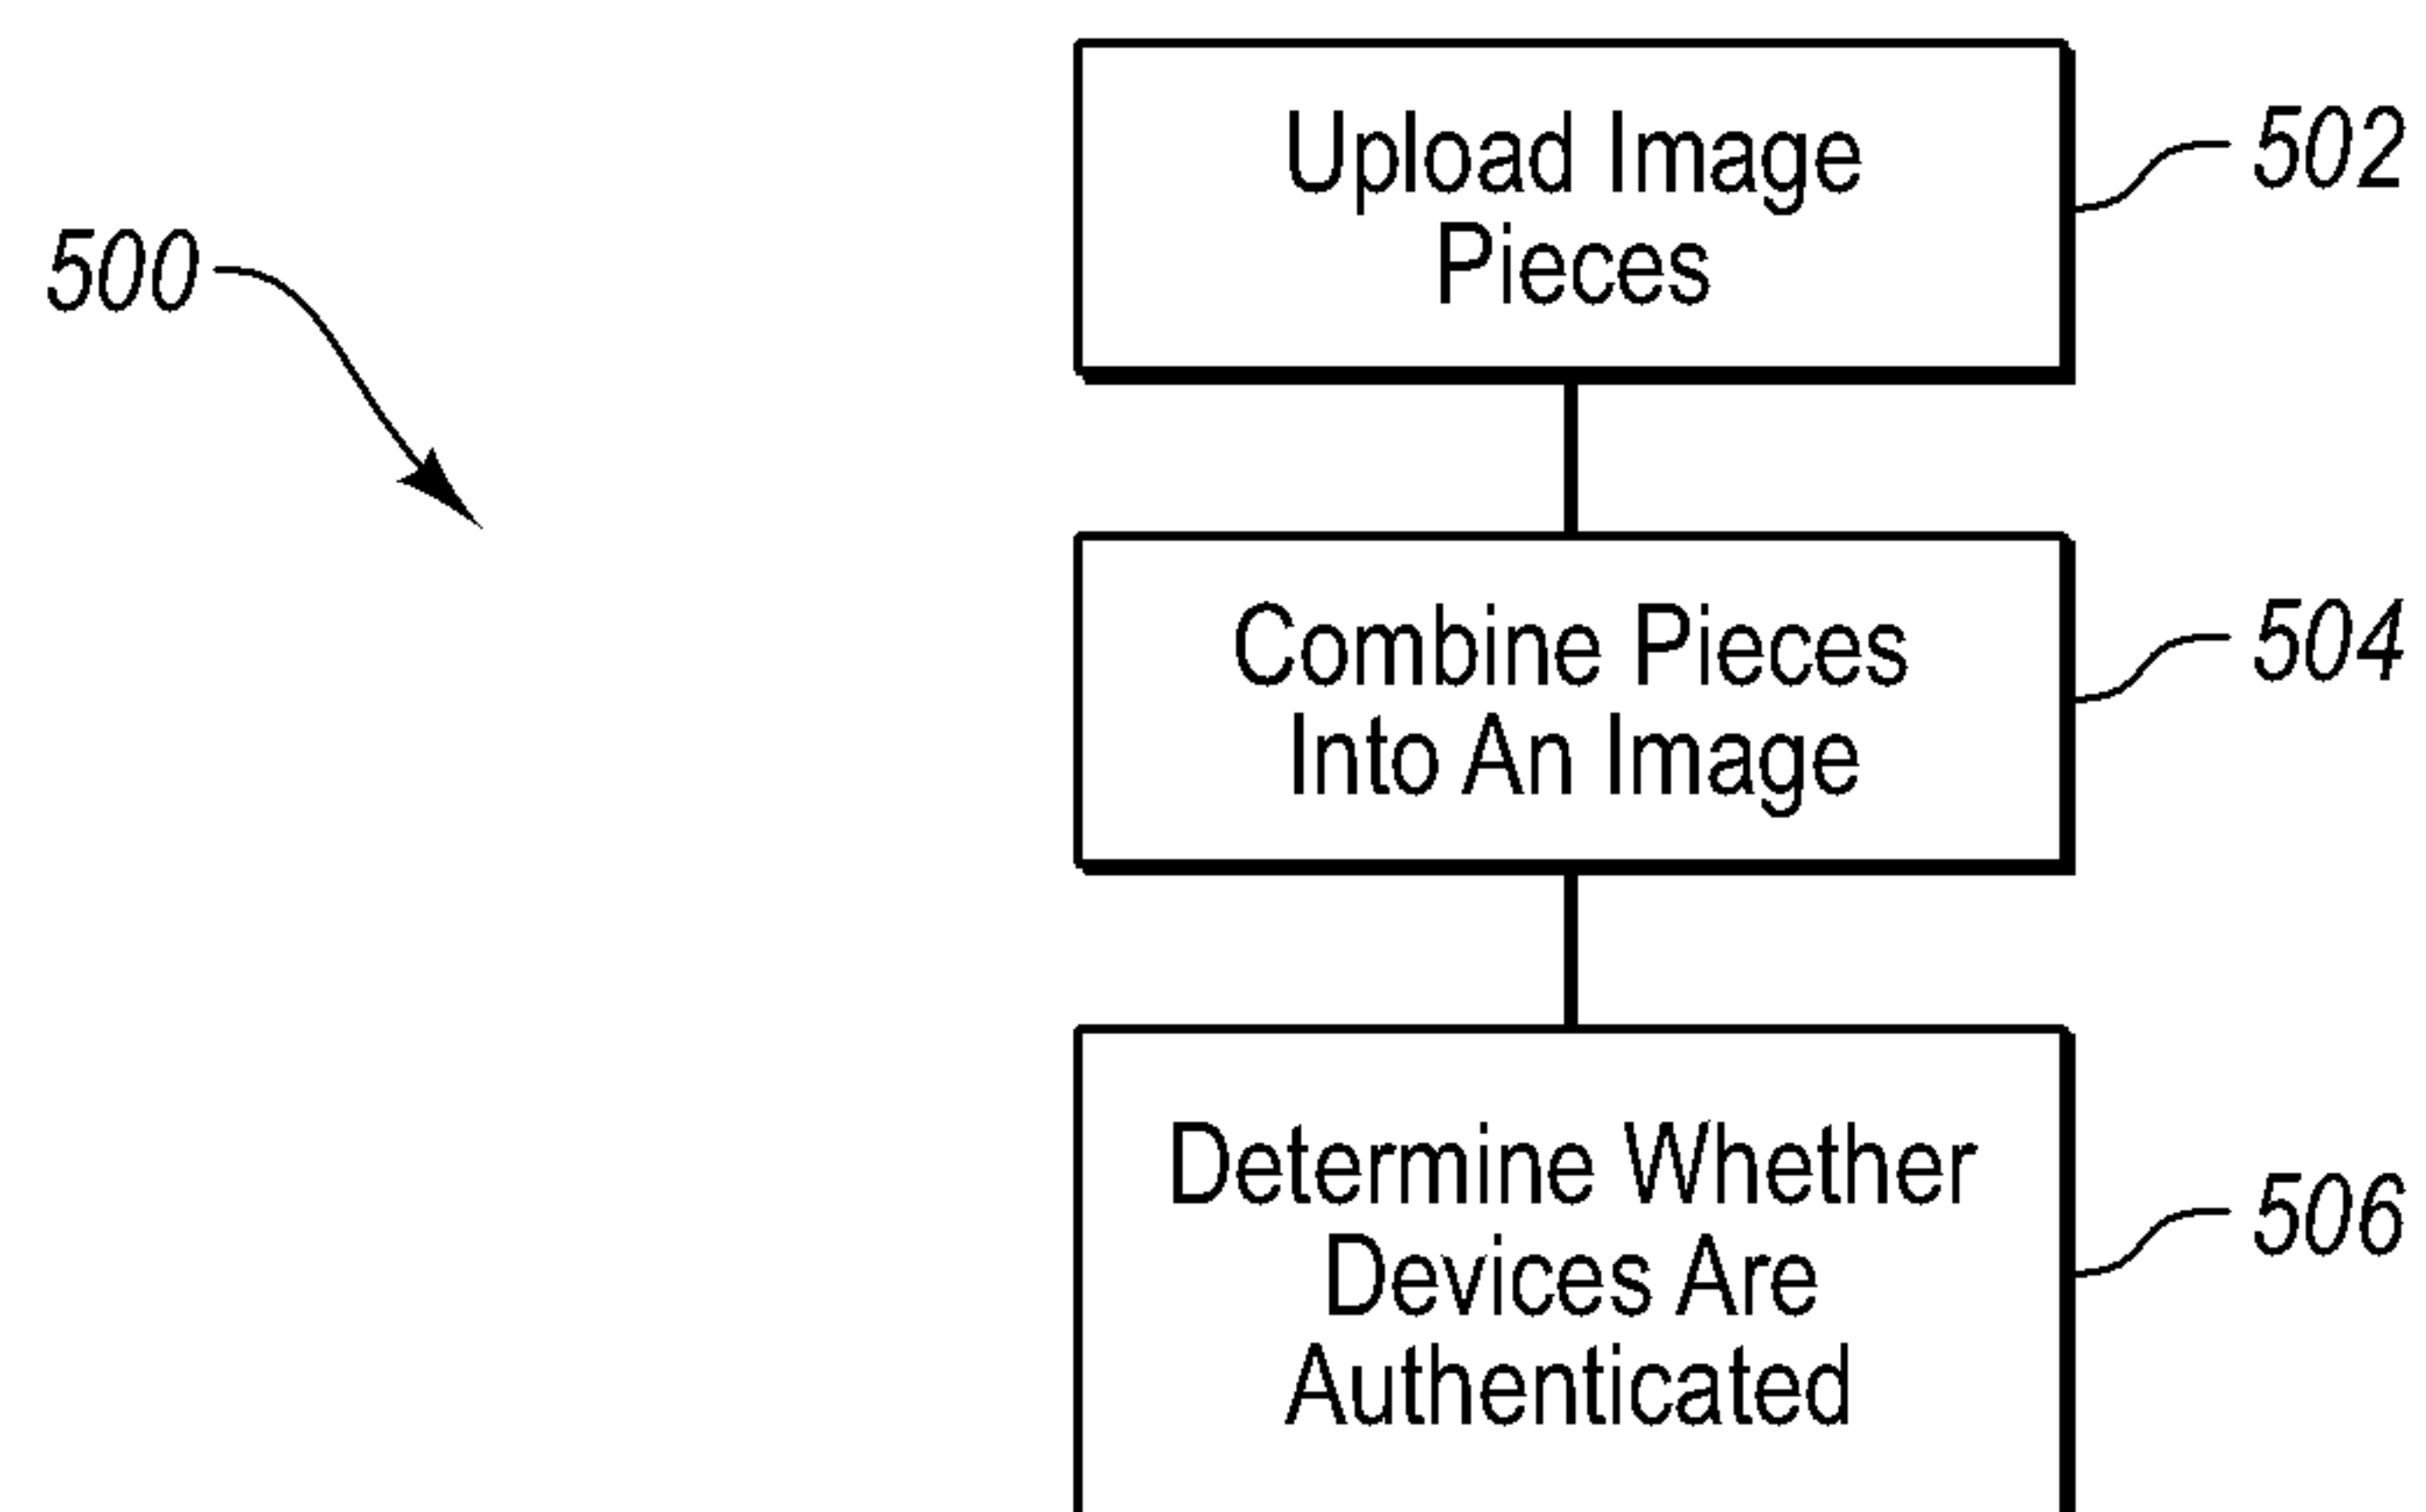 Upload Image
Pieces
502
500
Combine Pieces
Into An Image
504
Determine Whether
Devices Are
Authenticated
506